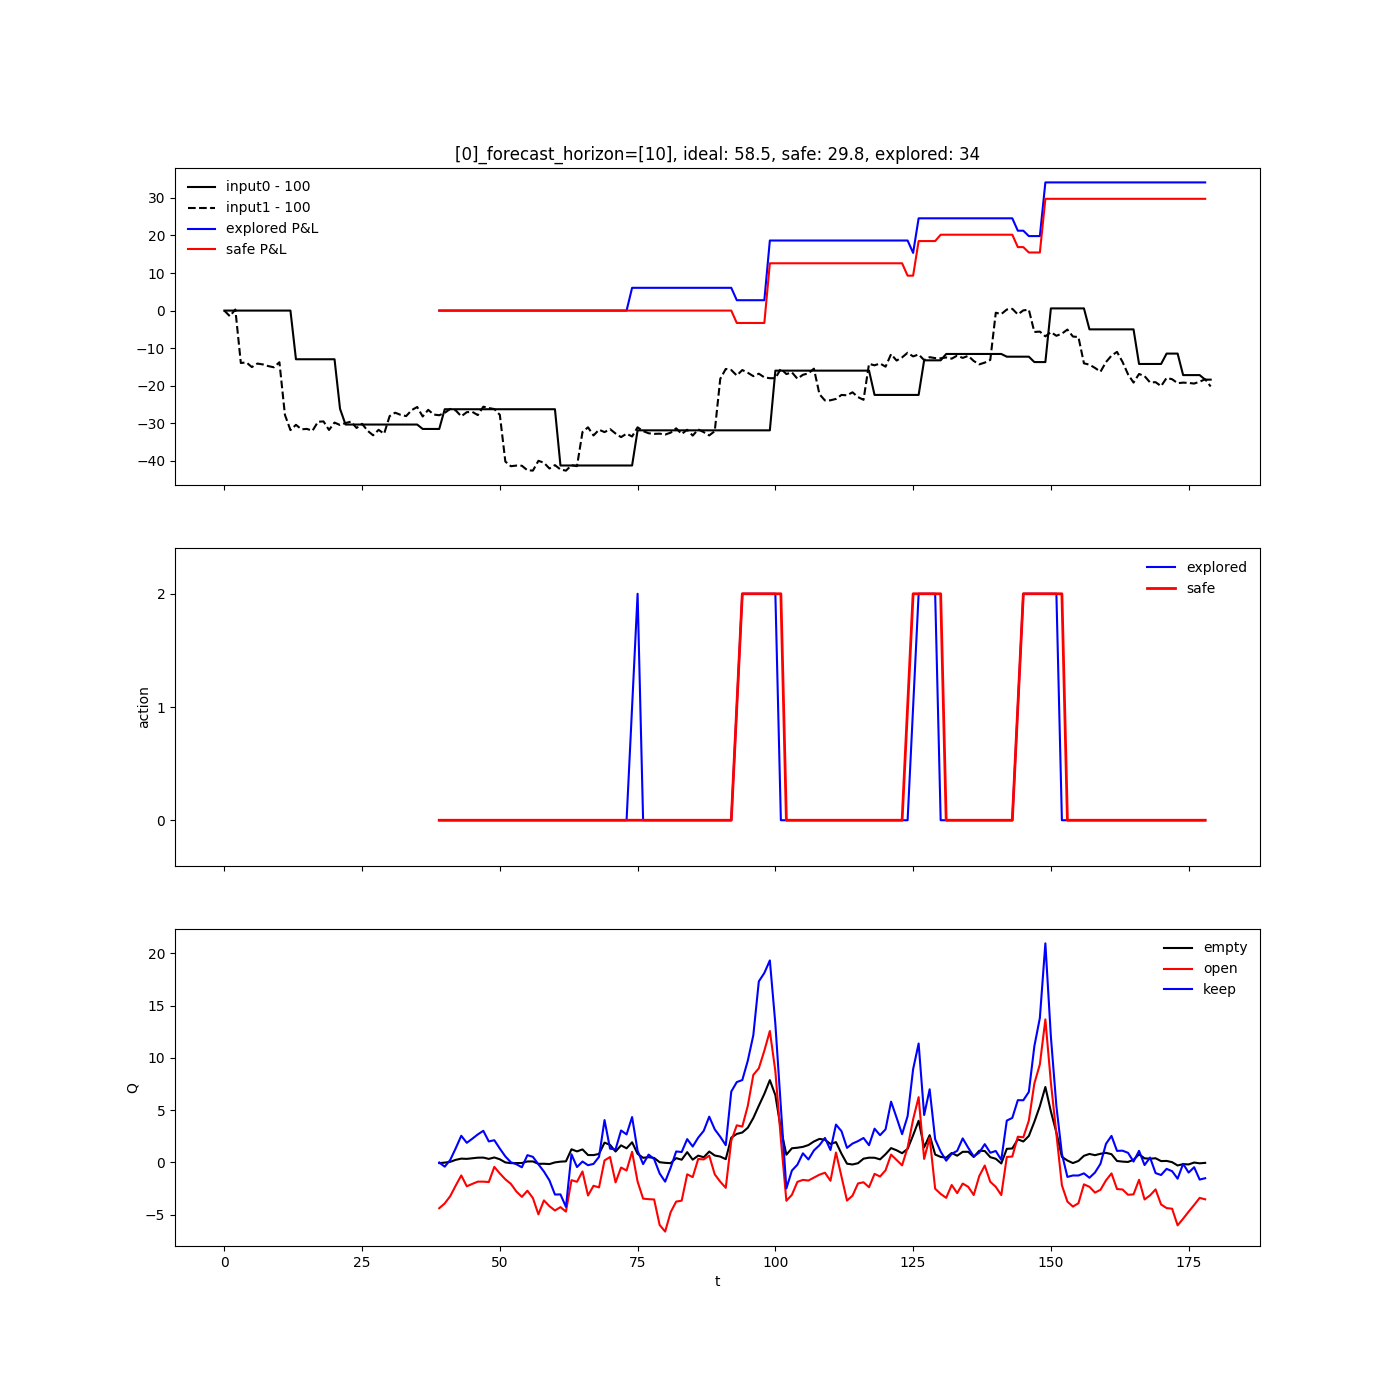 [0]_forecast_horizon=[10], ideal: 58.5, safe: 29.8, explored: 34
input0 - 100
input1 - 100
explored P&L
safe P&L
30
20
10
0
−10
−20
−30
−40
explored
safe
2
1
0
action
empty
open
keep
20
15
10
5
0
−5
Q
0 25 50 75 100 125 150 175
t